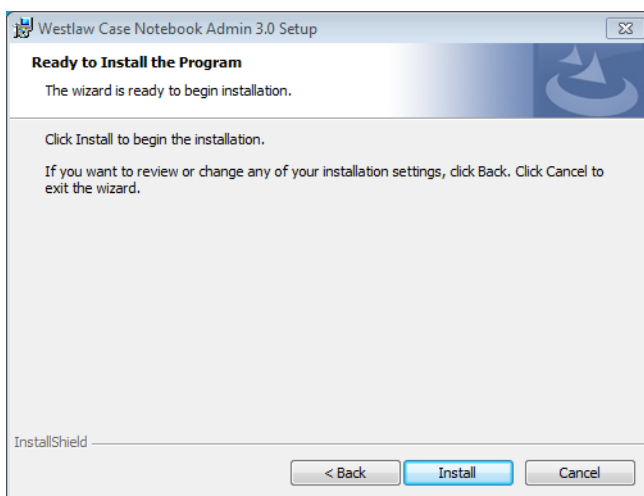 Westlaw Case Notebook Admin 3.0 Setup
Ready to Install the Program
The wizard is ready to begin installation.
Click Install to begin the installation.
If you want to review or change any of your installation settings, click Back. Click Cancel to
exit the wizard.
InstallShield
< Back
Install
Cancel